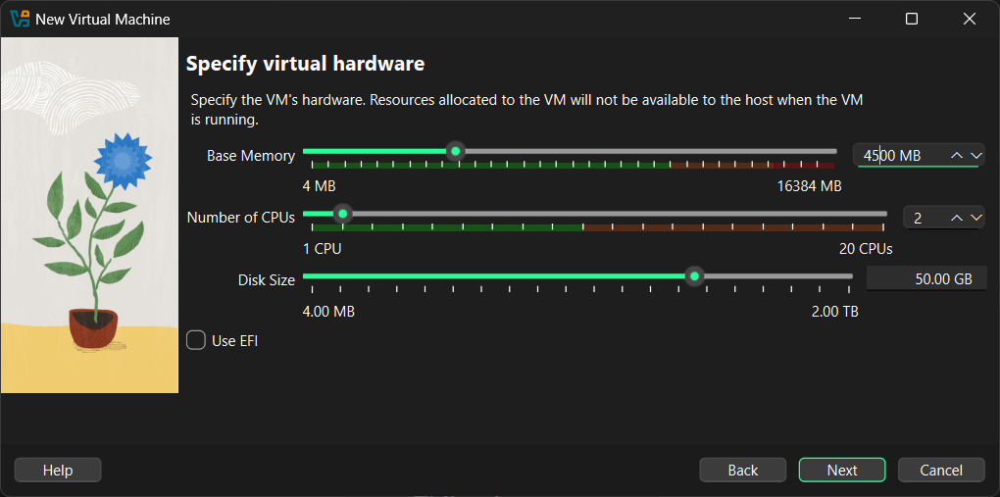 New Virtual Machine
Specify virtual hardware
Specify the VM's hardware. Resources allocated to the VM will not be available to the host when the VM
is running.
Base Memory
4500 MB
4 MB
16384 MB
Number of CPUs
2
1 CPU
20 CPUs
Disk Size
50.00 GB
4.00 MB
2.00 TB
Use EFI
Help
Back
Next
Cancel